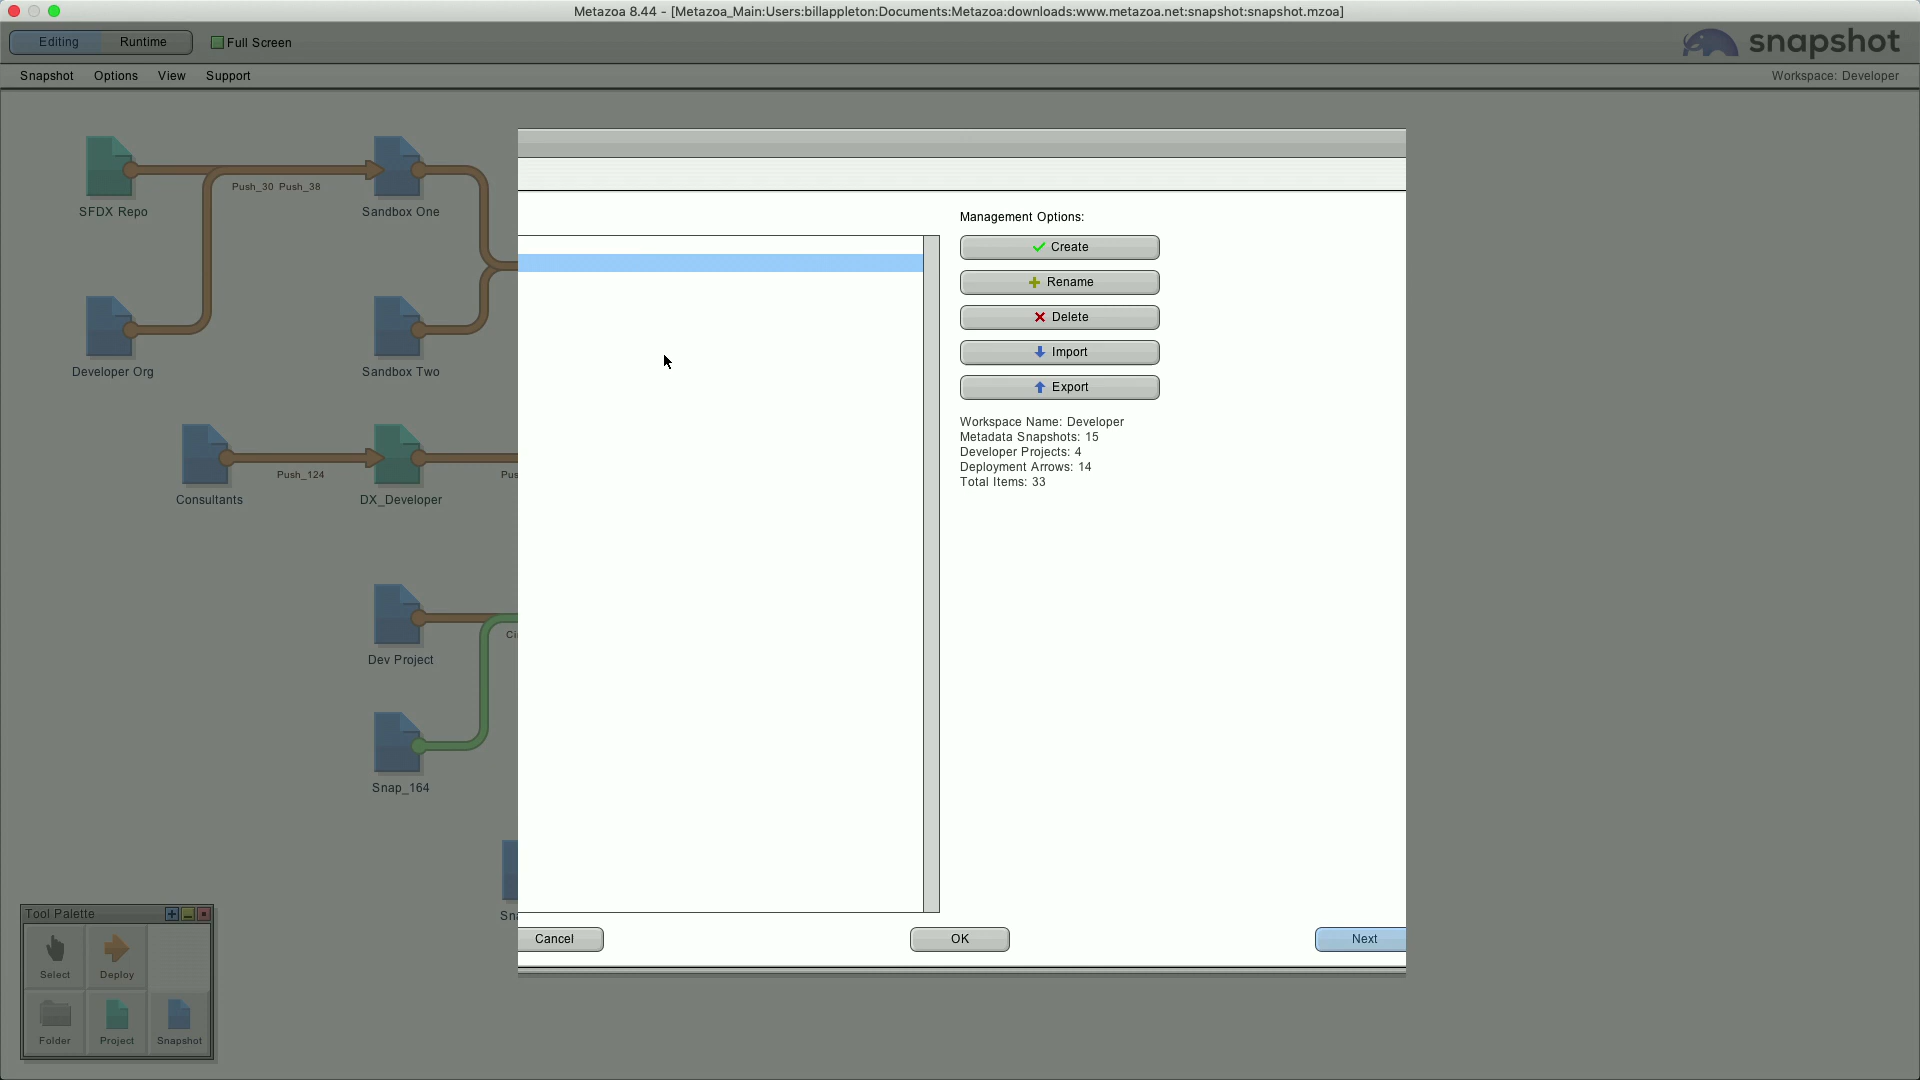 Metazoa 8.44 - [Metazoa_Main:Users:billappleton:Documents:Metazoa:downloads:www.metazoa.net:snapshot:snapshot.mzoa]
Editing
Runtime
Full Screen
snapshot
Snapshot
Options
View
Support
Workspace: Developer
SFDX Repo
Push_30 Push_38
Sandbox One
Developer Org
Sandbox Two
Consultants
Push_124
DX_Developer
Dev Project
Snap_164
Management Options:
Create
Rename
Delete
Import
Export
Workspace Name: Developer
Metadata Snapshots: 15
Developer Projects: 4
Deployment Arrows: 14
Total Items: 33
Cancel
OK
Next
Tool Palette
Select
Deploy
Folder
Project
Snapshot